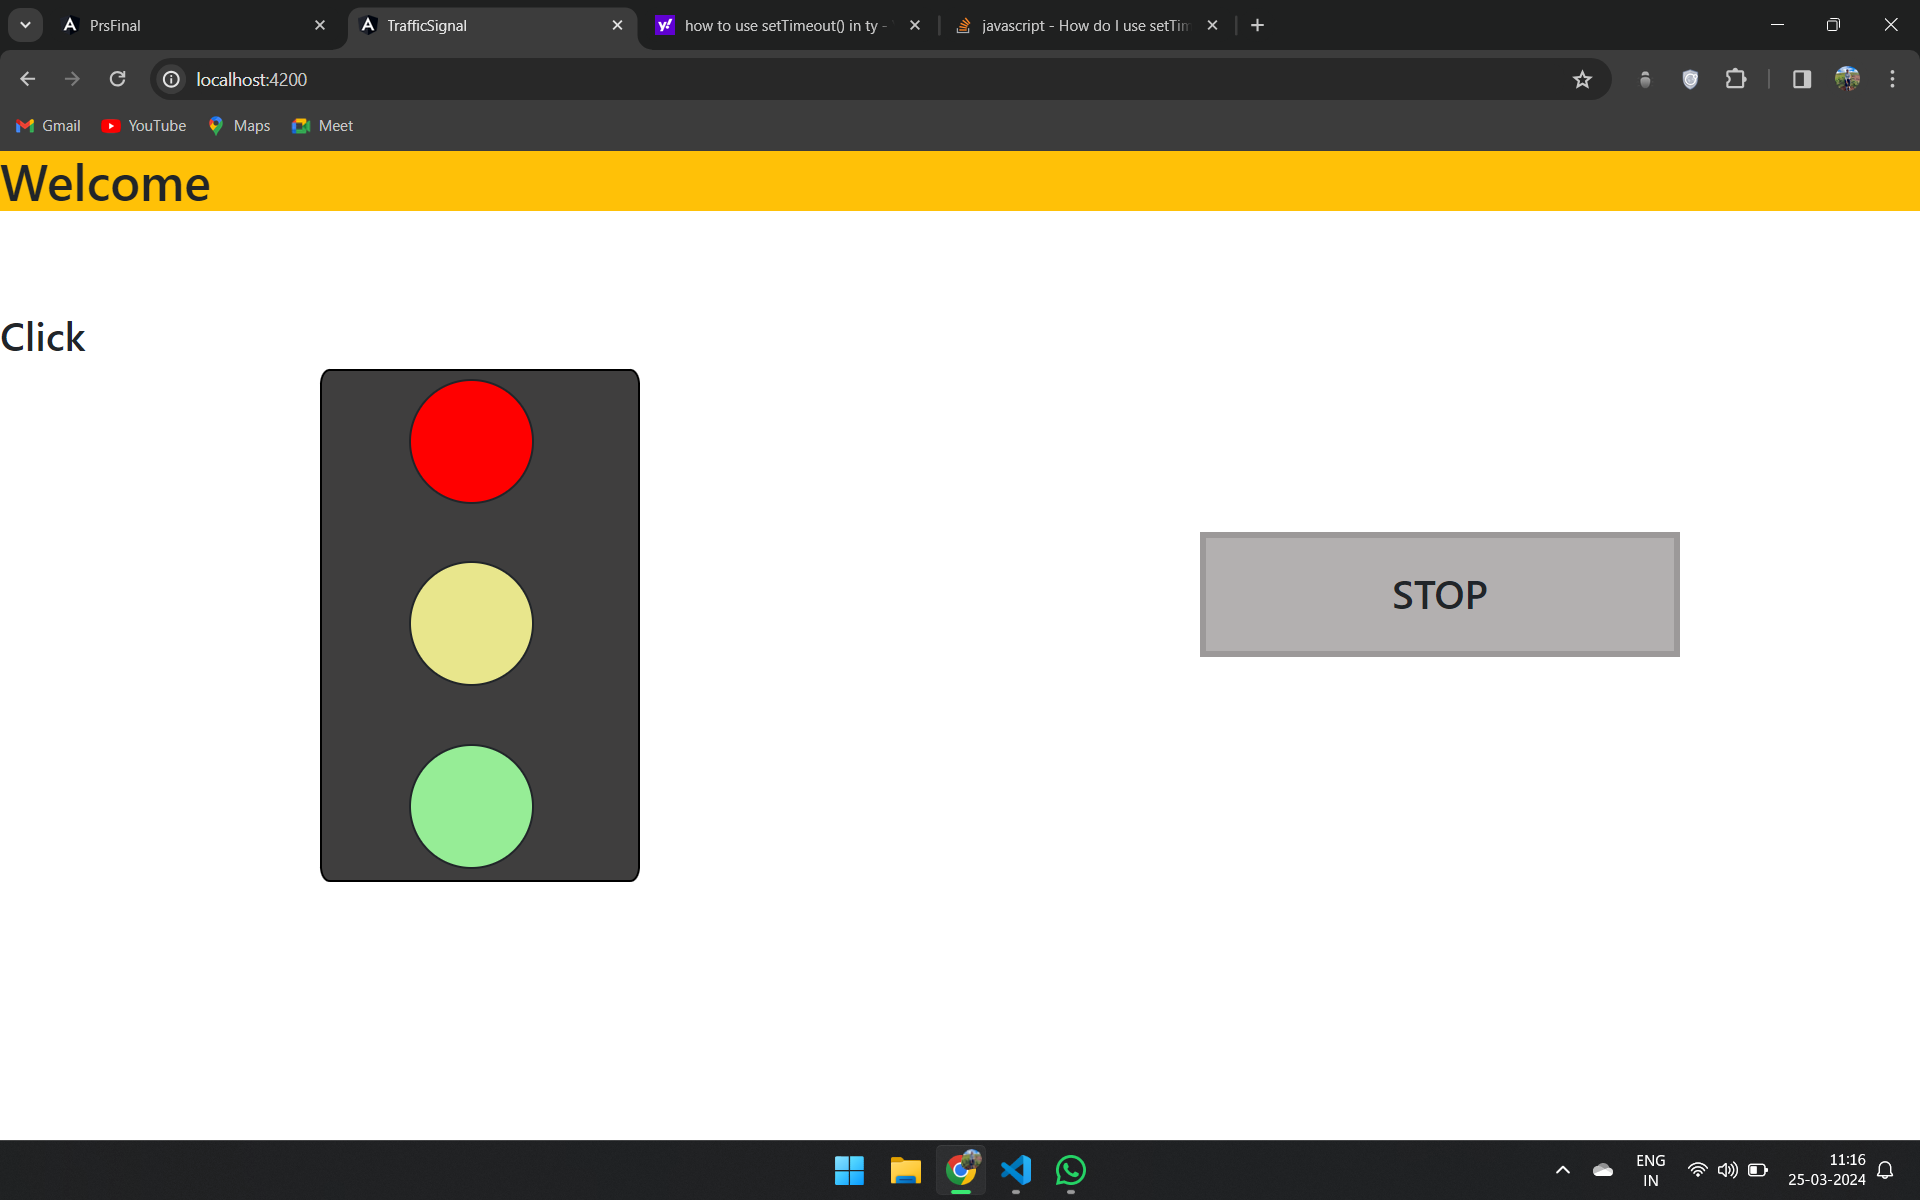 PrsFinal
TrafficSignal
how to use setTimeout() in ty -
javascript - How do I use setTim
localhost:4200
Gmail
YouTube
Maps
Meet
Welcome
Click
STOP
ENG
IN
11:16
25-03-2024